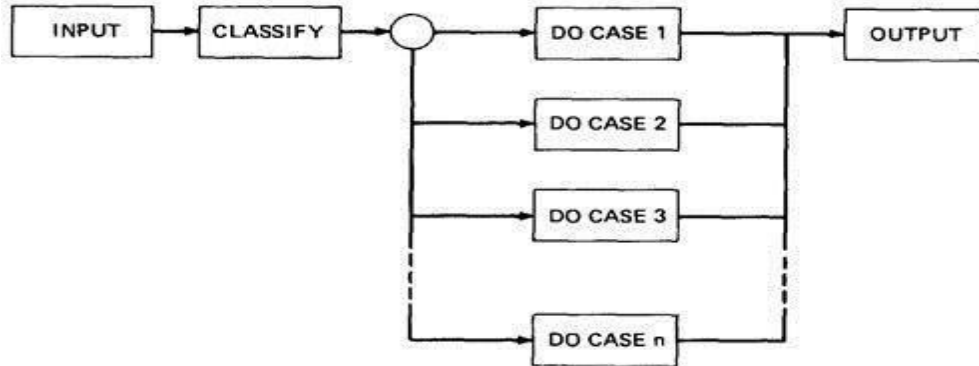 INPUT
CLASSIFY
DO CASE 1
OUTPUT
DO CASE 2
DO CASE 3
DO CASE n